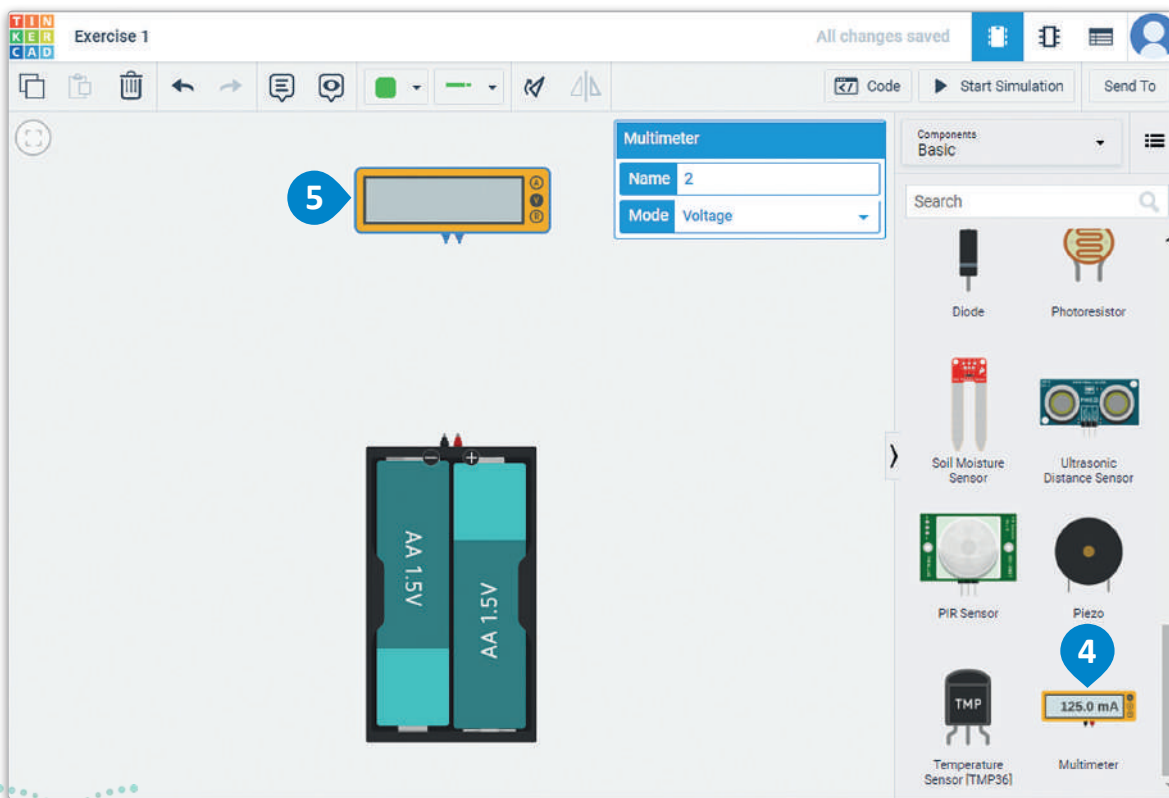 TIN
KER
CAD
Exercise 1
All changes saved
Code
Start Simulation
Send To
Multimeter
Name 2
Mode Voltage
Components
Basic
Search
5
A
V
R
Diode
Photoresistor
Soil Moisture
Sensor
Ultrasonic
Distance Sensor
AA 1.5V
AA 1.5V
PIR Sensor
Piezo
4
TMP
125.0 mA
Temperature
Sensor [TMP36]
Multimeter